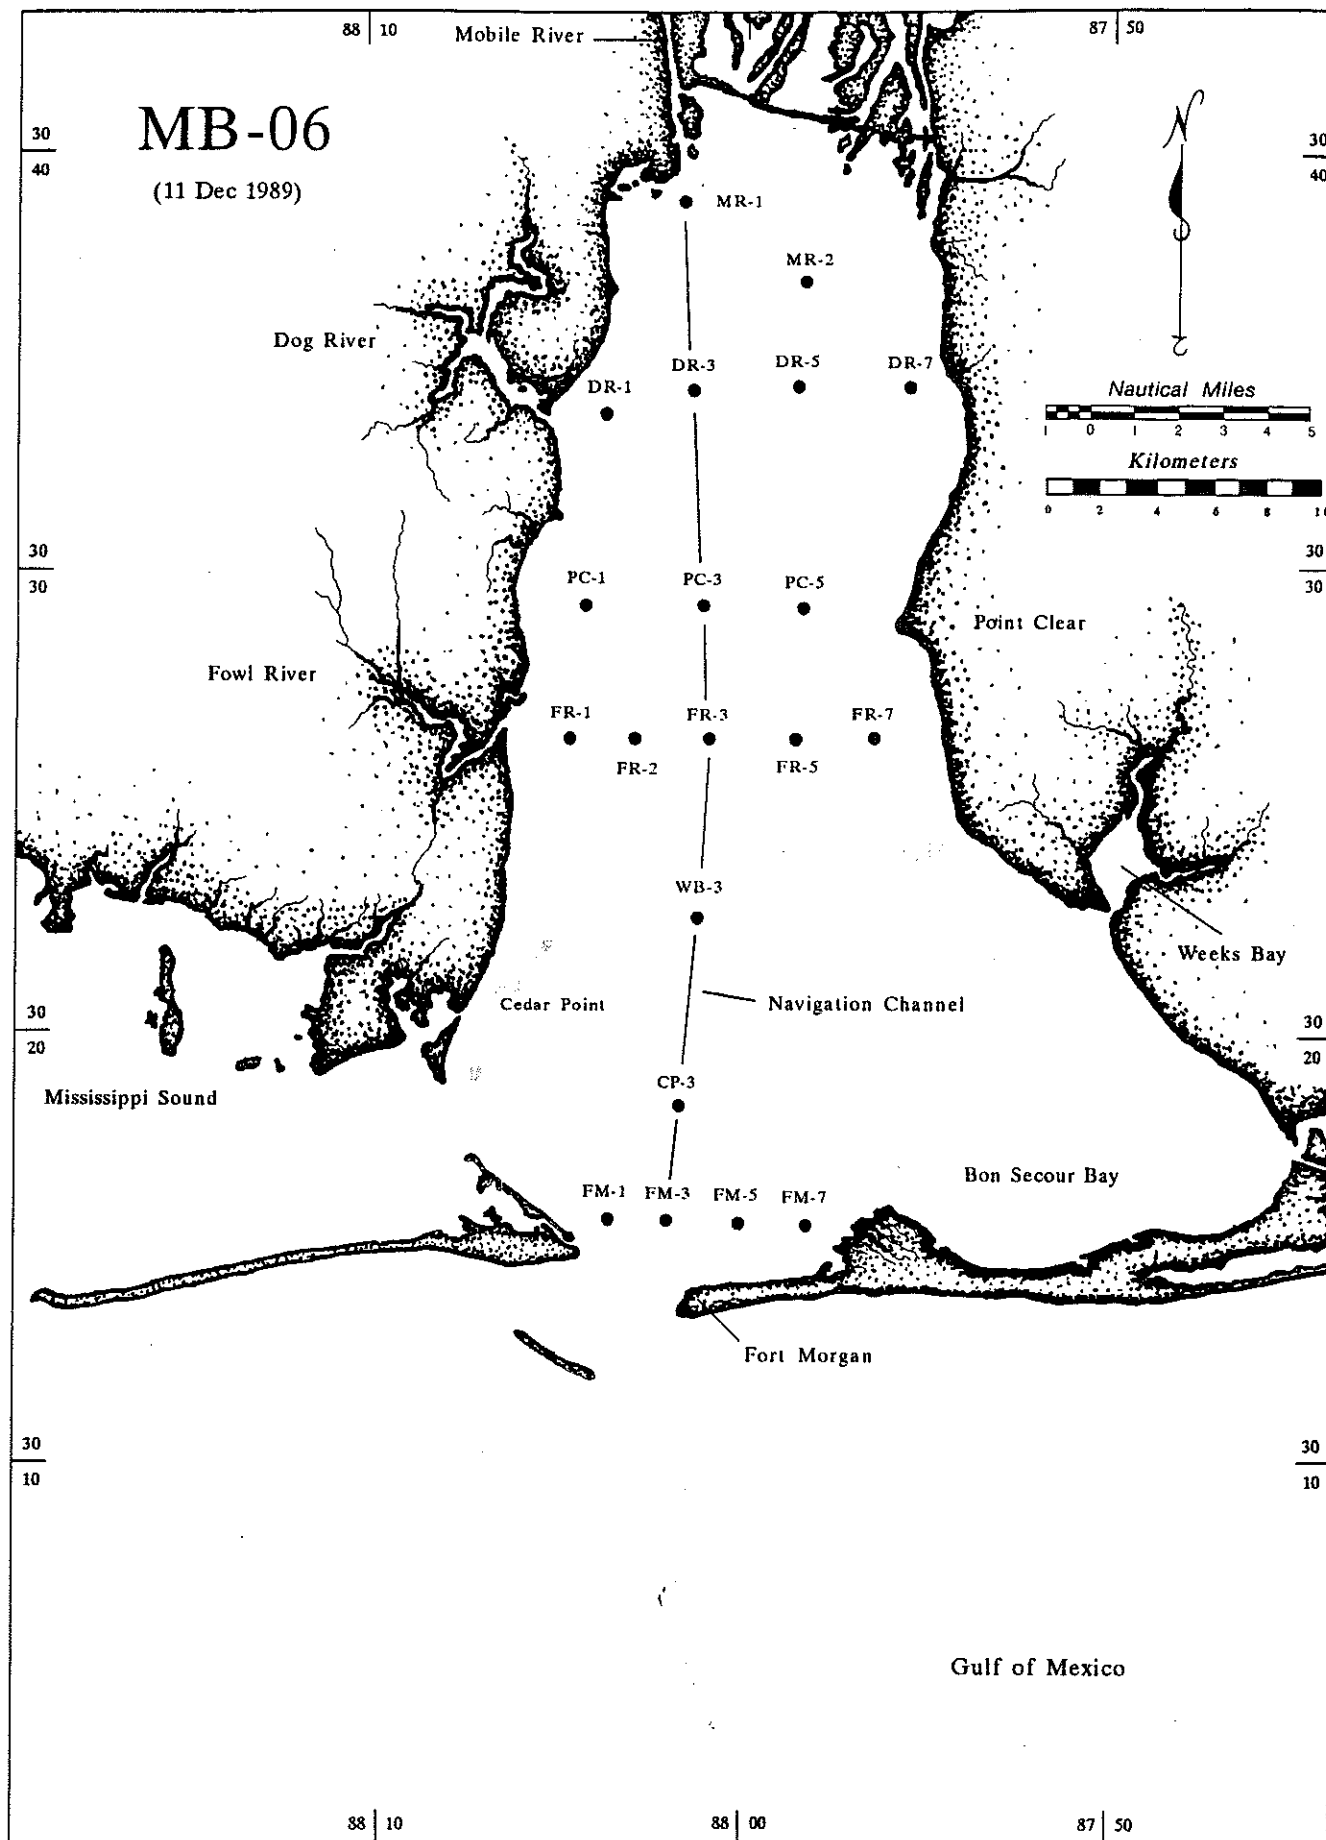 88 10
Mobile River
87 50
MB-06
(11 Dec 1989)
30
40
30
40
N
MR-1
MR-2
Dog River
DR-1
DR-3
DR-5
DR-7
Nautical Miles
1 0 1 2 3 4 5
Kilometers
0 2 4 6 8
30
30
30
30
PC-1
PC-3
PC-5
Point Clear
Fowl River
FR-1
FR-3
FR-7
FR-2
FR-5
WB-3
Weeks Bay
Cedar Point
Navigation Channel
30
20
30
20
Mississippi Sound
CP-3
Bon Secour Bay
FM-1
FM-3
FM-5
FM-7
Fort Morgan
30
10
30
10
Gulf of Mexico
88 10
88 00
87 50